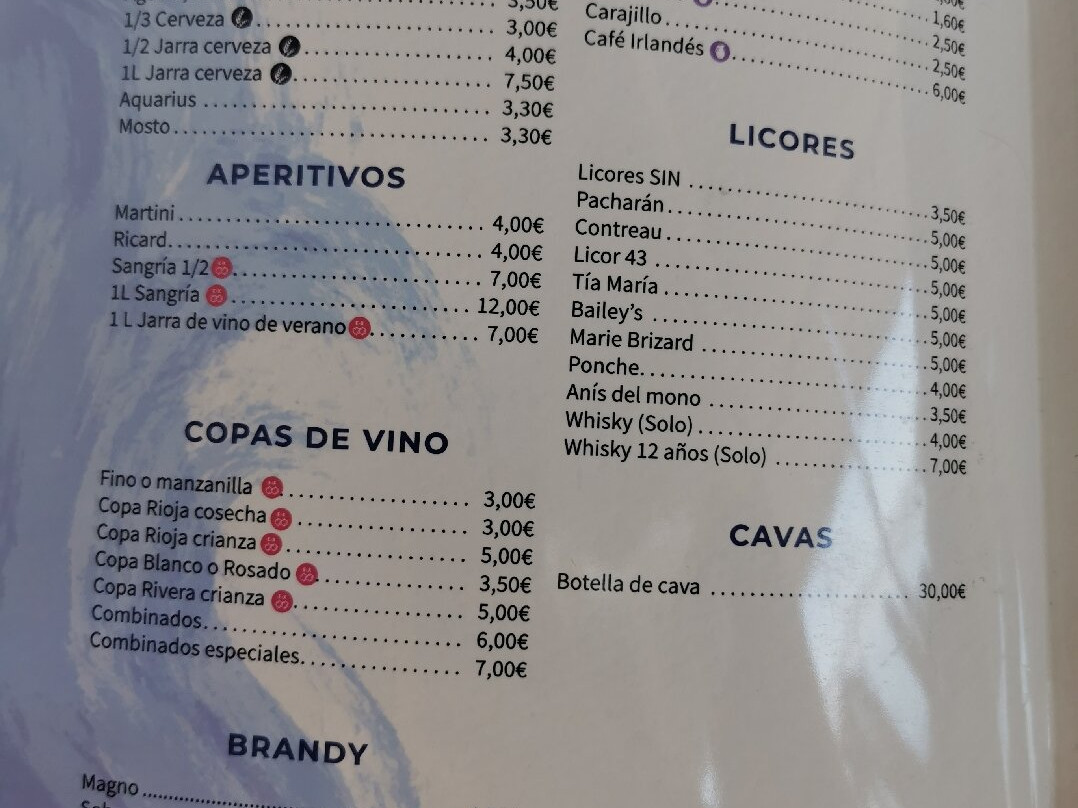 3,50€
1/3 Cerveza 3,00€
1/2 Jarra cerveza 4,00€
1L Jarra cerveza 7,50€
Aquarius 3,30€
Mosto 3,30€
APERITIVOS
Martini 4,00€
Ricard 4,00€
Sangría 1/2 7,00€
1L Sangría 12,00€
1 L Jarra de vino de verano 7,00€
COPAS DE VINO
Fino o manzanilla 3,00€
Copa Rioja cosecha 3,00€
Copa Rioja crianza 5,00€
Copa Blanco o Rosado 3,50€
Copa Rivera crianza 5,00€
Combinados 6,00€
Combinados especiales 7,00€
BRANDY
Magno
1,60€
2,50€
Carajillo 2,50€
Café Irlandés 6,00€
LICORES
Licores SIN 3,50€
Pacharán 5,00€
Contreau 5,00€
Licor 43 5,00€
Tía María 5,00€
Bailey's 5,00€
Marie Brizard 5,00€
Ponche 4,00€
Anís del mono 3,50€
Whisky (Solo) 4,00€
Whisky 12 años (Solo) 7,00€
CAVAS
Botella de cava 30,00€